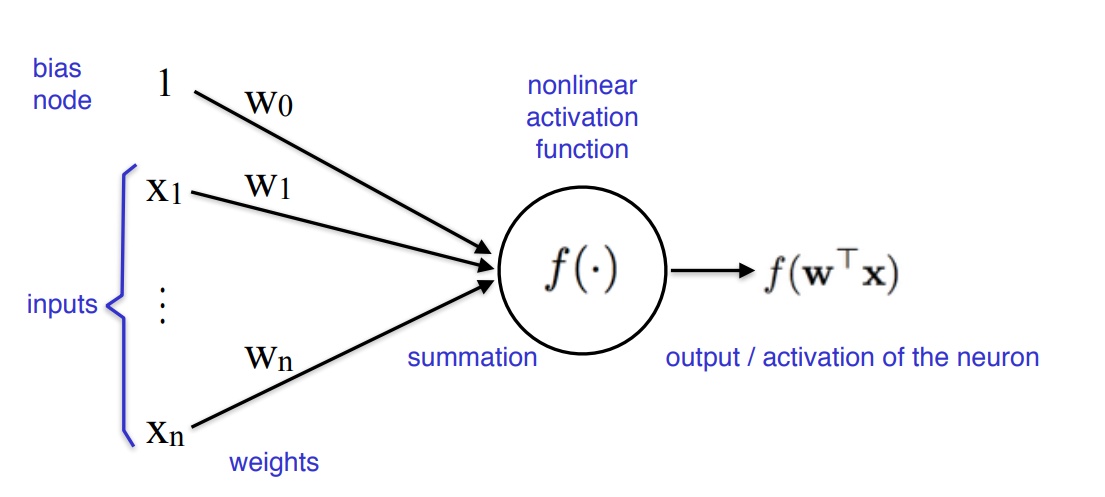 bias
node
1
w0
nonlinear
activation
function
x1
w1
f(·)
f(w⊤x)
inputs
⋮
wn
summation
output / activation of the neuron
xn
weights